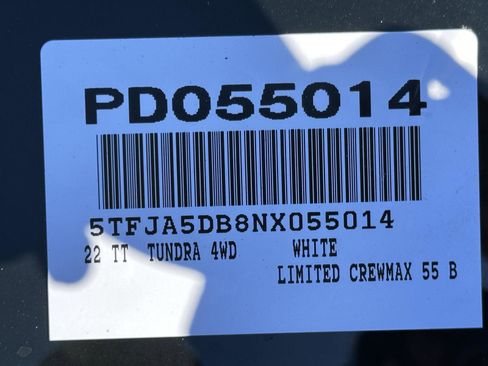 PD055014
5TFJA5DB8NX055014
22 TT TUNDRA 4WD WHITE
LIMITED CREWMAX 55 B